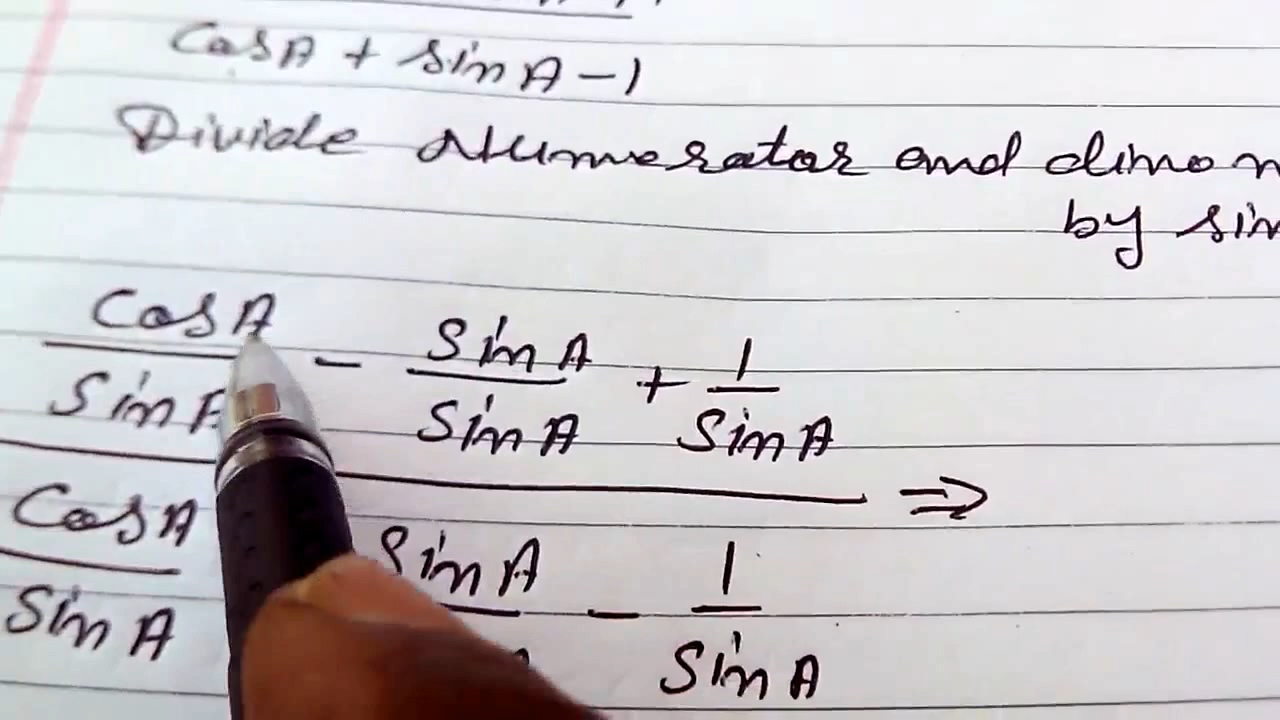 CosA + sinA - 1
Divide Numerator and dimon
by sin
CosA/SinA - SinA/SinA + 1/SinA ⇒
CosA/SinA SinA - 1/SinA